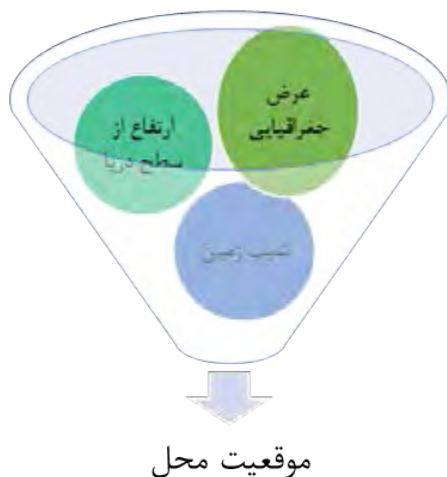 عرض
جغرافیایی
ارتفاع از
سطح دریا
شیب زمین
موقعیت محل